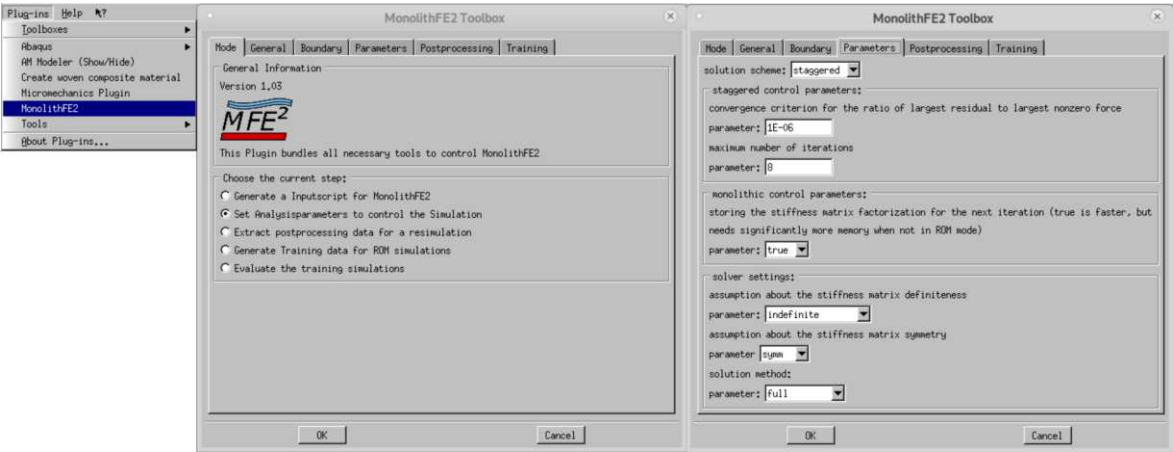 Plug-ins Help
Toolboxes
Abaqus
AM Modeler (Show/Hide)
Create woven composite material
Micromechanics Plugin
MonolithFE2
Tools
About Plug-ins...
MonolithFE2 Toolbox
Mode General Boundary Parameters Postprocessing Training
General Information
Version 1.03
MFE²
This Plugin bundles all necessary tools to control MonolithFE2
Choose the current step:
Generate a Inputscript for MonolithFE2
Set Analysisparameters to control the Simulation
Extract postprocessing data for a resimulation
Generate Training data for ROM simulations
Evaluate the training simulations
OK Cancel
MonolithFE2 Toolbox
Mode General Boundary Parameters Postprocessing Training
solution scheme: staggered
staggered control parameters:
convergence criterion for the ratio of largest residual to largest nonzero force
parameter: 1E-06
maximum number of iterations
parameter: 8
monolithic control parameters:
storing the stiffness matrix factorization for the next iteration (true is faster, but
needs significantly more memory when not in ROM mode)
parameter: true
solver settings:
assumption about the stiffness matrix definiteness
parameter: indefinite
assumption about the stiffness matrix symmetry
parameter symm
solution method:
parameter: full
OK Cancel